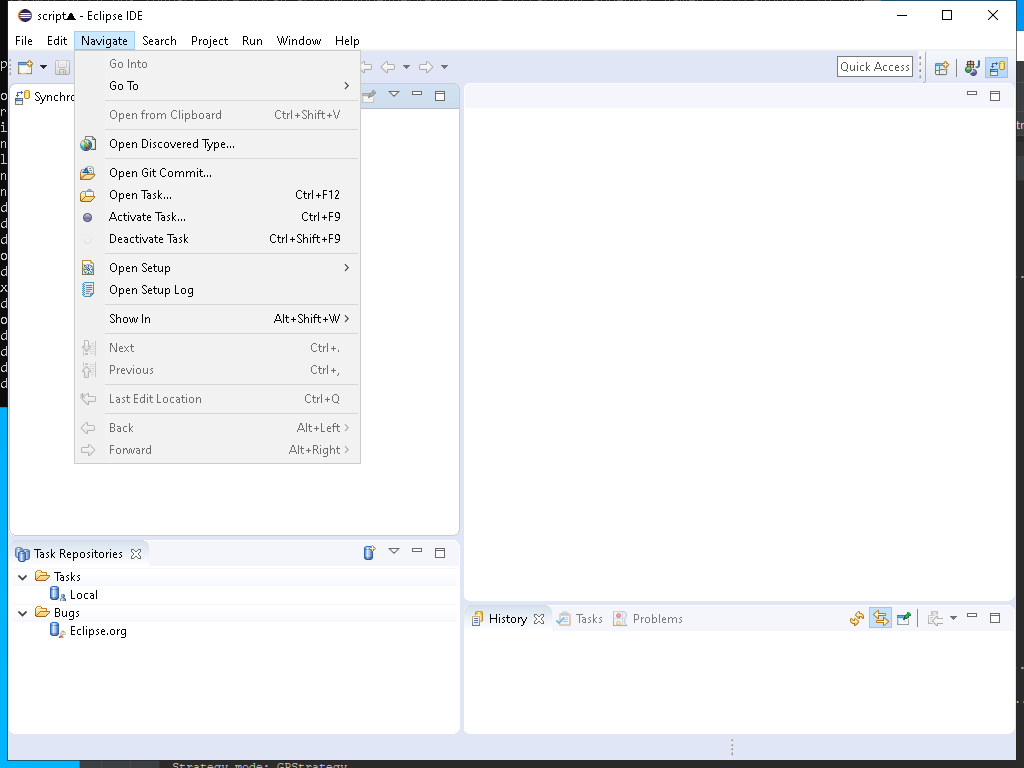 script▲ - Eclipse IDE
File Edit Navigate Search Project Run Window Help
Quick Access
Go Into
Go To
Open from Clipboard Ctrl+Shift+V
Open Discovered Type...
Open Git Commit...
Open Task... Ctrl+F12
Activate Task... Ctrl+F9
Deactivate Task Ctrl+Shift+F9
Open Setup
Open Setup Log
Show In Alt+Shift+W
Next Ctrl+.
Previous Ctrl+,
Last Edit Location Ctrl+Q
Back Alt+Left
Forward Alt+Right
Synchro
Task Repositories
Tasks
Local
Bugs
Eclipse.org
History Tasks Problems
Strategy mode: GPStrategy